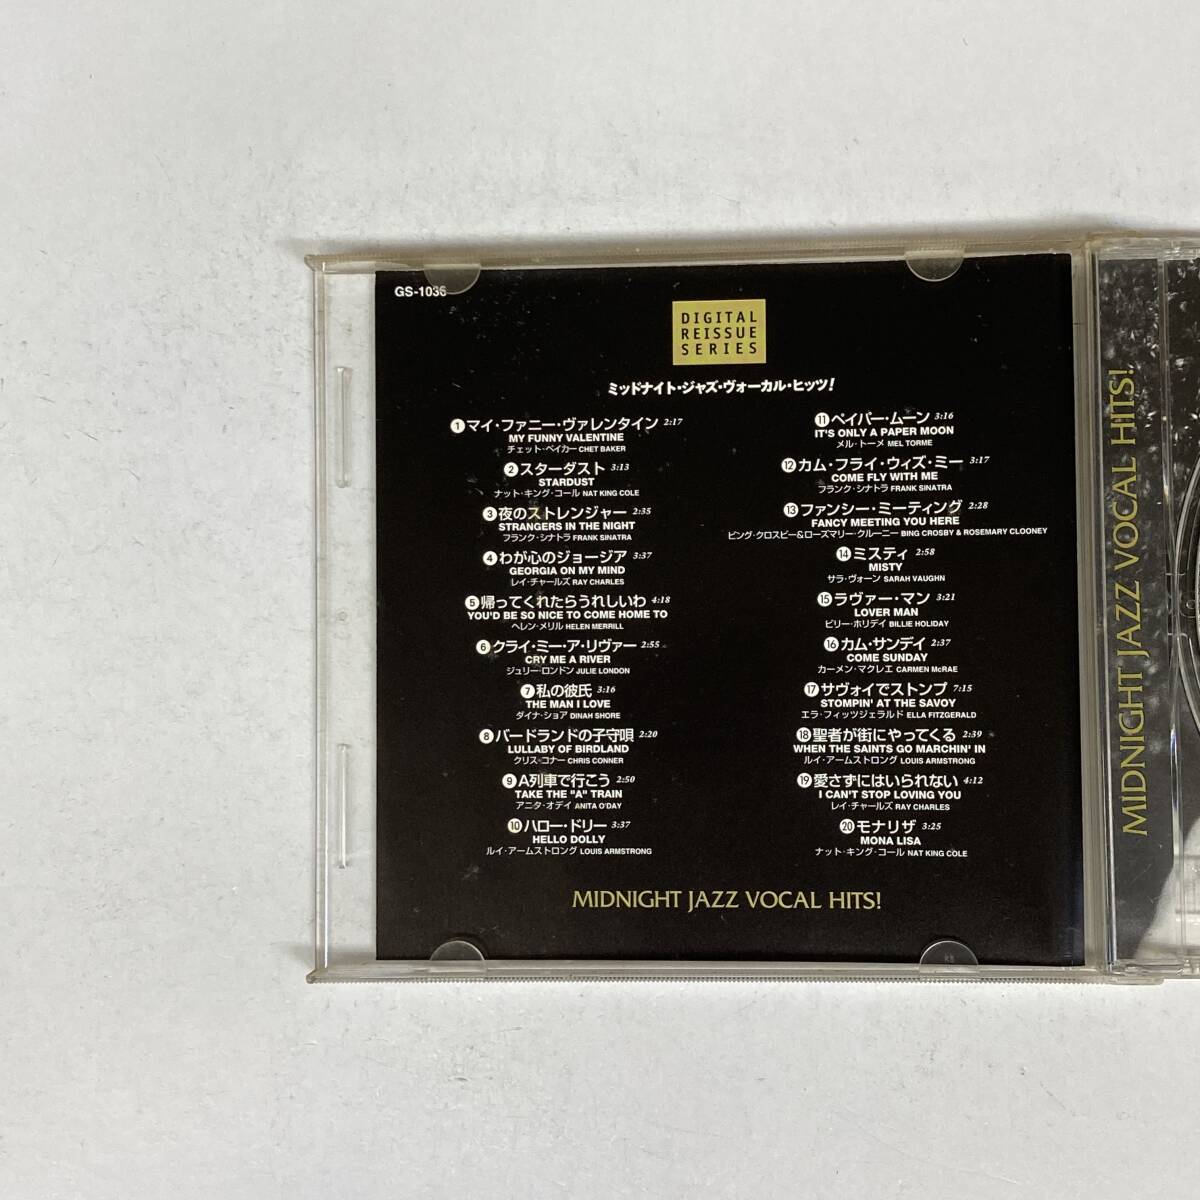 GS-1036
DIGITAL
REISSUE
SERIES
ミッドナイト・ジャズ・ヴォーカル・ヒッツ!
① マイ・ファニー・ヴァレンタイン 2:17
MY FUNNY VALENTINE
チェット・ベイカー CHET BAKER
② スターダスト 3:13
STARDUST
ナット・キング・コール NAT KING COLE
③ 夜のストレンジャー 2:35
STRANGERS IN THE NIGHT
フランク・シナトラ FRANK SINATRA
④ わが心のジョージア 3:37
GEORGIA ON MY MIND
レイ・チャールズ RAY CHARLES
⑤ 帰ってくれたらうれしいわ 4:18
YOU'D BE SO NICE TO COME HOME TO
ヘレン・メリル HELEN MERRILL
⑥ クライ・ミー・ア・リヴァー 2:55
CRY ME A RIVER
ジュリー・ロンドン JULIE LONDON
⑦ 私の彼氏 3:16
THE MAN I LOVE
ダイナ・ショア DINAH SHORE
⑧ バードランドの子守唄 2:20
LULLABY OF BIRDLAND
クリス・コナー CHRIS CONNER
⑨ A列車で行こう 2:50
TAKE THE "A" TRAIN
アニタ・オデイ ANITA O'DAY
⑩ ハロー・ドリー 3:37
HELLO DOLLY
ルイ・アームストロング LOUIS ARMSTRONG
⑪ ペイパー・ムーン 3:16
IT'S ONLY A PAPER MOON
メル・トーメ MEL TORME
⑫ カム・フライ・ウィズ・ミー 3:17
COME FLY WITH ME
フランク・シナトラ FRANK SINATRA
⑬ ファンシー・ミーティング 2:28
FANCY MEETING YOU HERE
ビング・クロスビー&ローズマリー・クルーニー BING CROSBY & ROSEMARY CLOONEY
⑭ ミスティ 2:58
MISTY
サラ・ヴォーン SARAH VAUGHN
⑮ ラヴァー・マン 3:21
LOVER MAN
ビリー・ホリデイ BILLIE HOLIDAY
⑯ カム・サンデイ 2:37
COME SUNDAY
カーメン・マクレエ CARMEN McRAE
⑰ サヴォイでストンプ 7:15
STOMPIN' AT THE SAVOY
エラ・フィッツジェラルド ELLA FITZGERALD
⑱ 聖者が街にやってくる 2:39
WHEN THE SAINTS GO MARCHIN' IN
ルイ・アームストロング LOUIS ARMSTRONG
⑲ 愛さずにはいられない 4:12
I CAN'T STOP LOVING YOU
レイ・チャールズ RAY CHARLES
⑳ モナリザ 3:25
MONA LISA
ナット・キング・コール NAT KING COLE
MIDNIGHT JAZZ VOCAL HITS!
MIDNIGHT JAZZ VOCAL HITS!